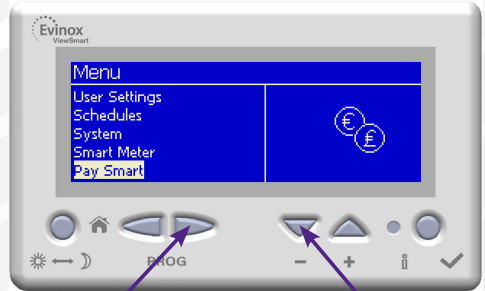 Evinox
ViewSmart
Menu
User Settings
Schedules
System
Smart Meter
Pay Smart
€
£
PROG
- + i